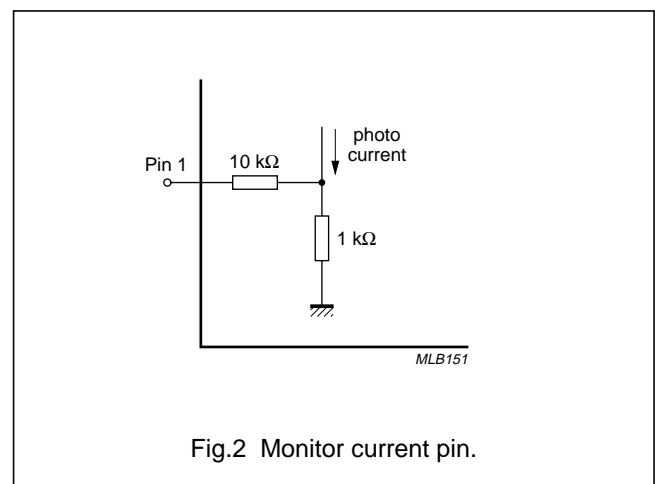 photo
current
Pin 1
10 kΩ
1 kΩ
MLB151
Fig.2 Monitor current pin.